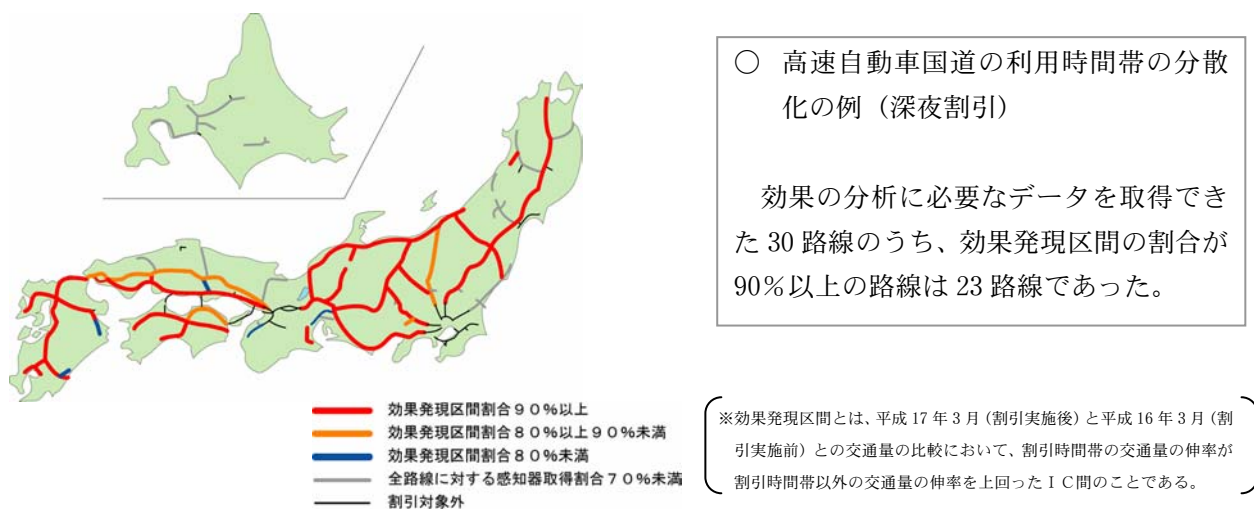 ○ 高速自動車国道の利用時間帯の分散
化の例（深夜割引）
効果の分析に必要なデータを取得でき
た 30 路線のうち、効果発現区間の割合が
90％以上の路線は 23 路線であった。
効果発現区間割合９０％以上
効果発現区間割合８０％以上９０％未満
効果発現区間割合８０％未満
全路線に対する感知器取得割合７０％未満
割引対象外
※効果発現区間とは、平成 17 年 3 月（割引実施後）と平成 16 年 3 月（割
引実施前）との交通量の比較において、割引時間帯の交通量の伸率が
割引時間帯以外の交通量の伸率を上回ったＩＣ間のことである。